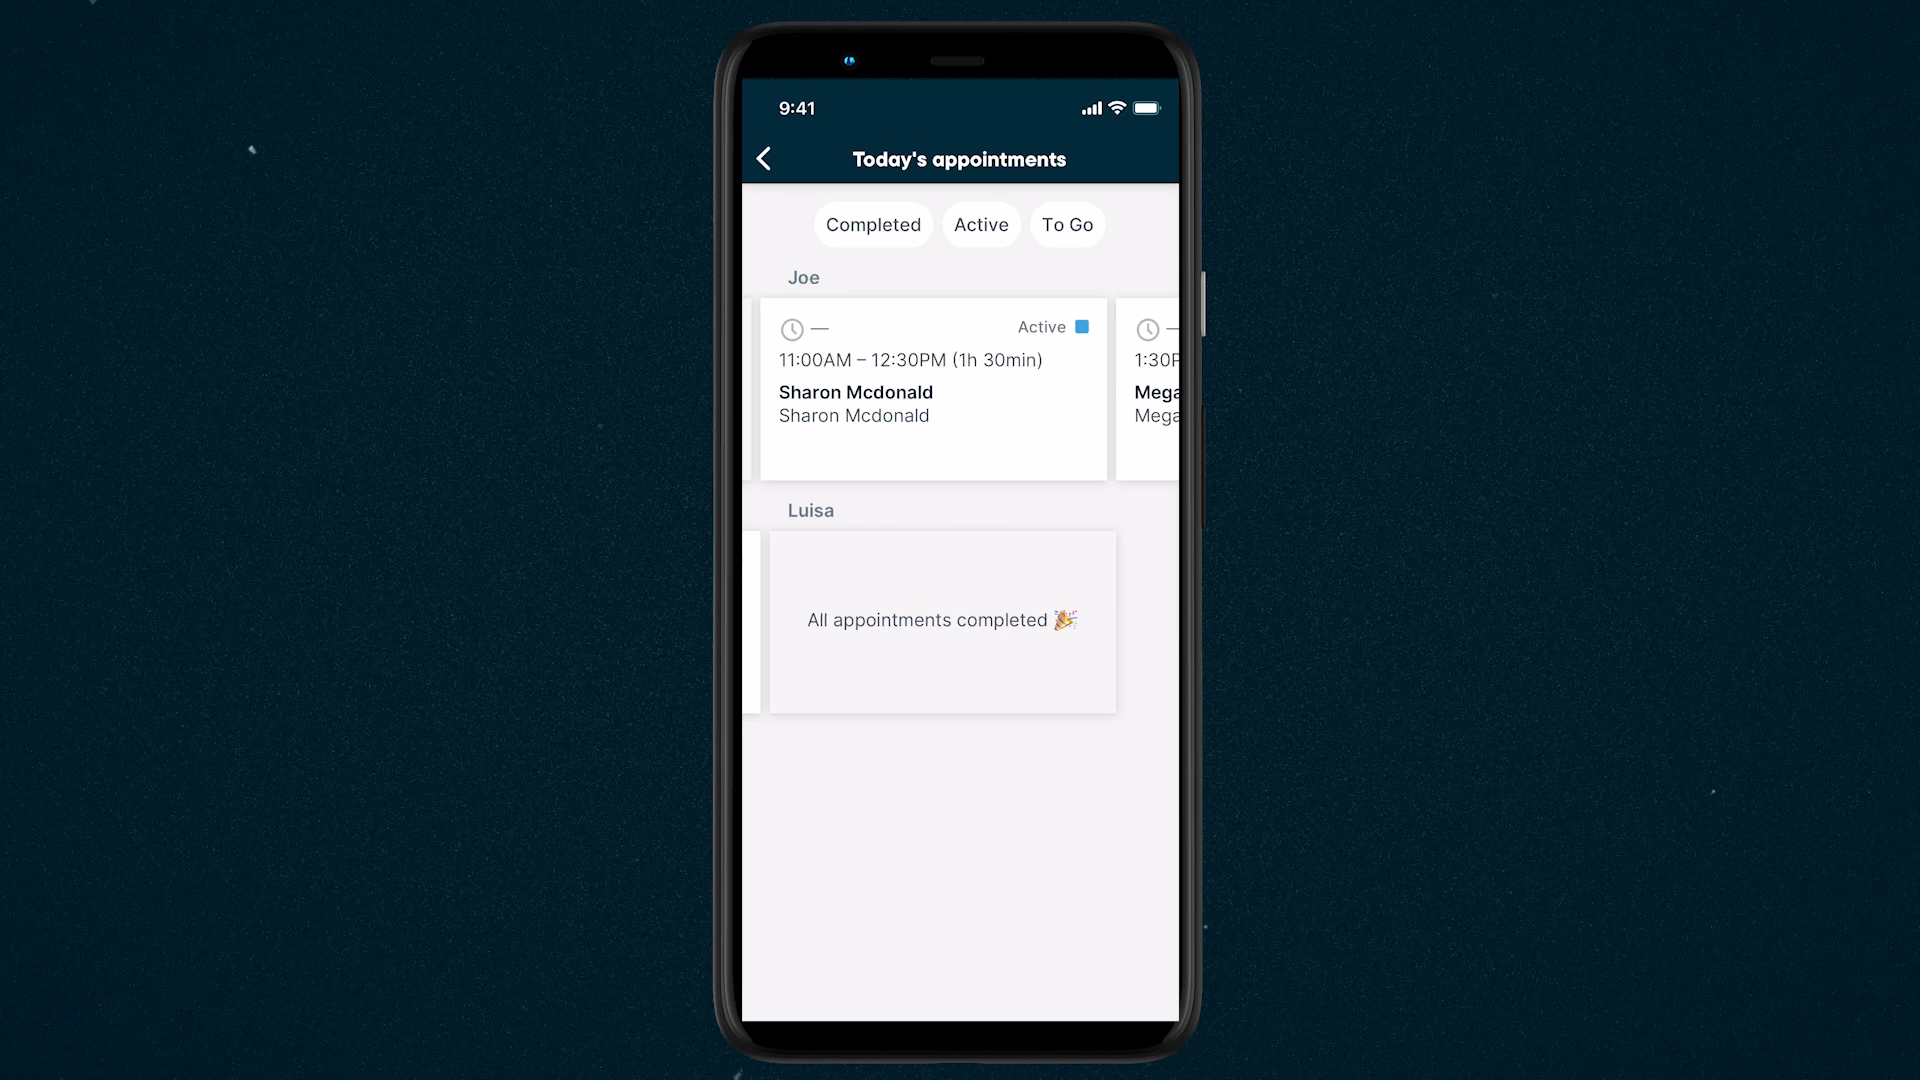 9:41
Today's appointments
Completed
Active
To Go
Joe
Active
11:00AM – 12:30PM (1h 30min)
Sharon Mcdonald
Sharon Mcdonald
Luisa
All appointments completed 🎉